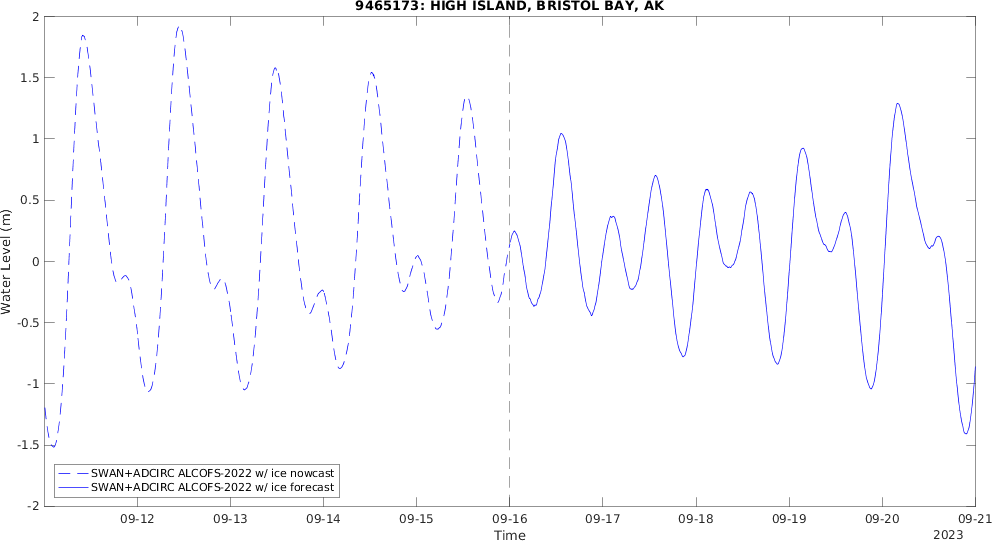 9465173: HIGH ISLAND, BRISTOL BAY, AK
2
1.5
1
0.5
0
-0.5
-1
-1.5
-2
Water Level (m)
SWAN+ADCIRC ALCOFS-2022 w/ ice nowcast
SWAN+ADCIRC ALCOFS-2022 w/ ice forecast
09-12 09-13 09-14 09-15 09-16 09-17 09-18 09-19 09-20 09-21
Time
2023